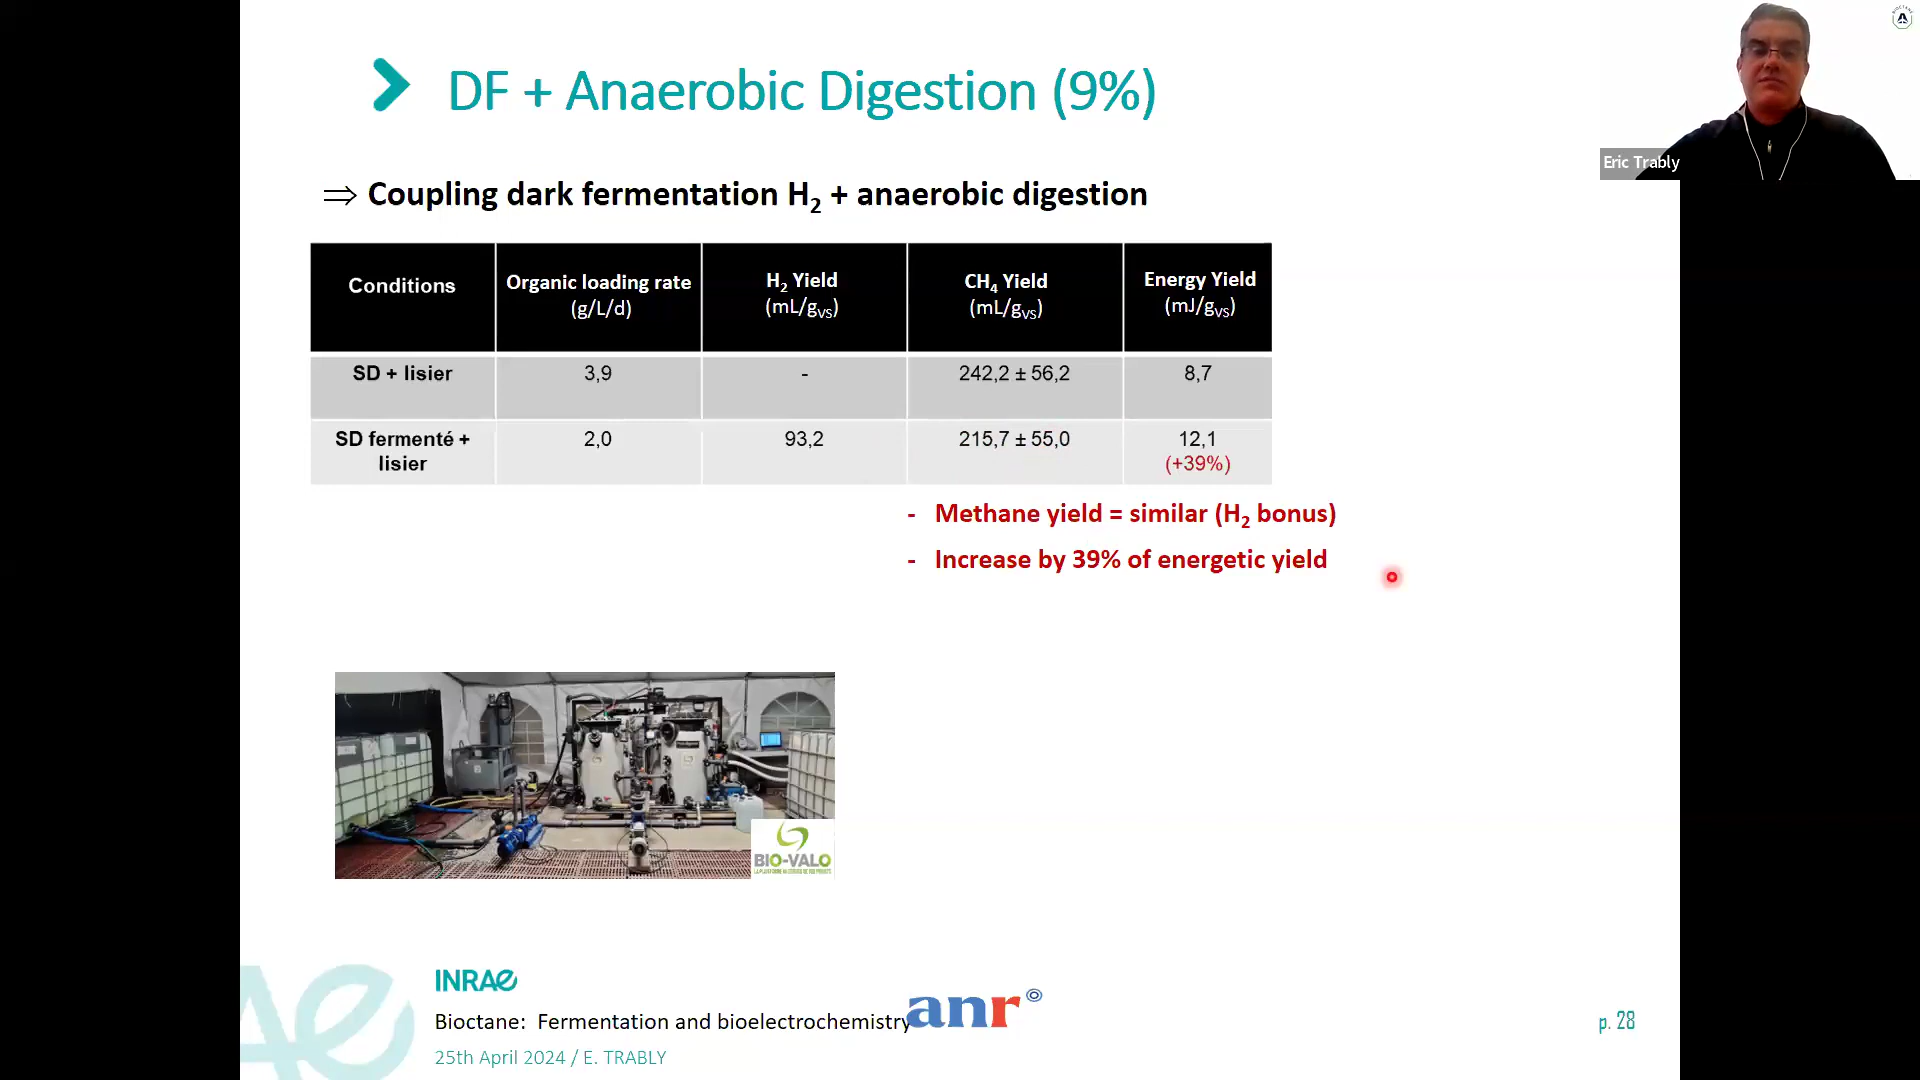 DF + Anaerobic Digestion (9%)
Eric Trably
⇒ Coupling dark fermentation H2 + anaerobic digestion
Conditions
Organic loading rate
(g/L/d)
H2 Yield
(mL/gVS)
CH4 Yield
(mL/gVS)
Energy Yield
(mJ/gVS)
SD + lisier
3,9
-
242,2 ± 56,2
8,7
SD fermenté +
lisier
2,0
93,2
215,7 ± 55,0
12,1
(+39%)
- Methane yield = similar (H2 bonus)
- Increase by 39% of energetic yield
BIO-VALO
INRAE
Bioctane: Fermentation and bioelectrochemistry
anr
25th April 2024 / E. TRABLY
p. 28